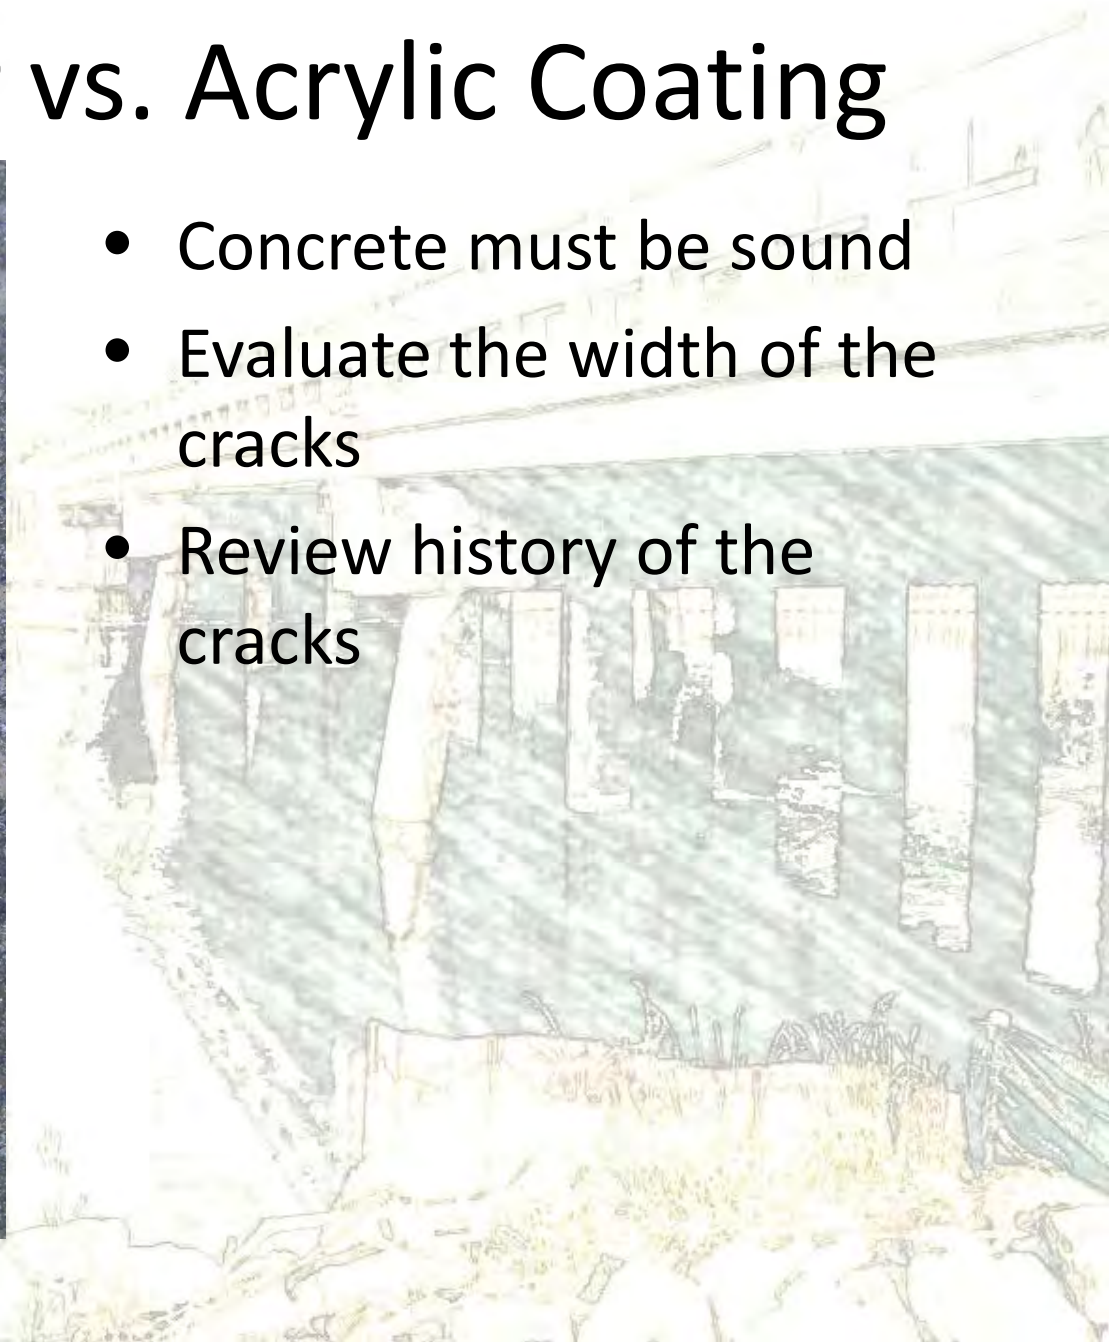 vs. Acrylic Coating
• Concrete must be sound
• Evaluate the width of the
cracks
• Review history of the
cracks